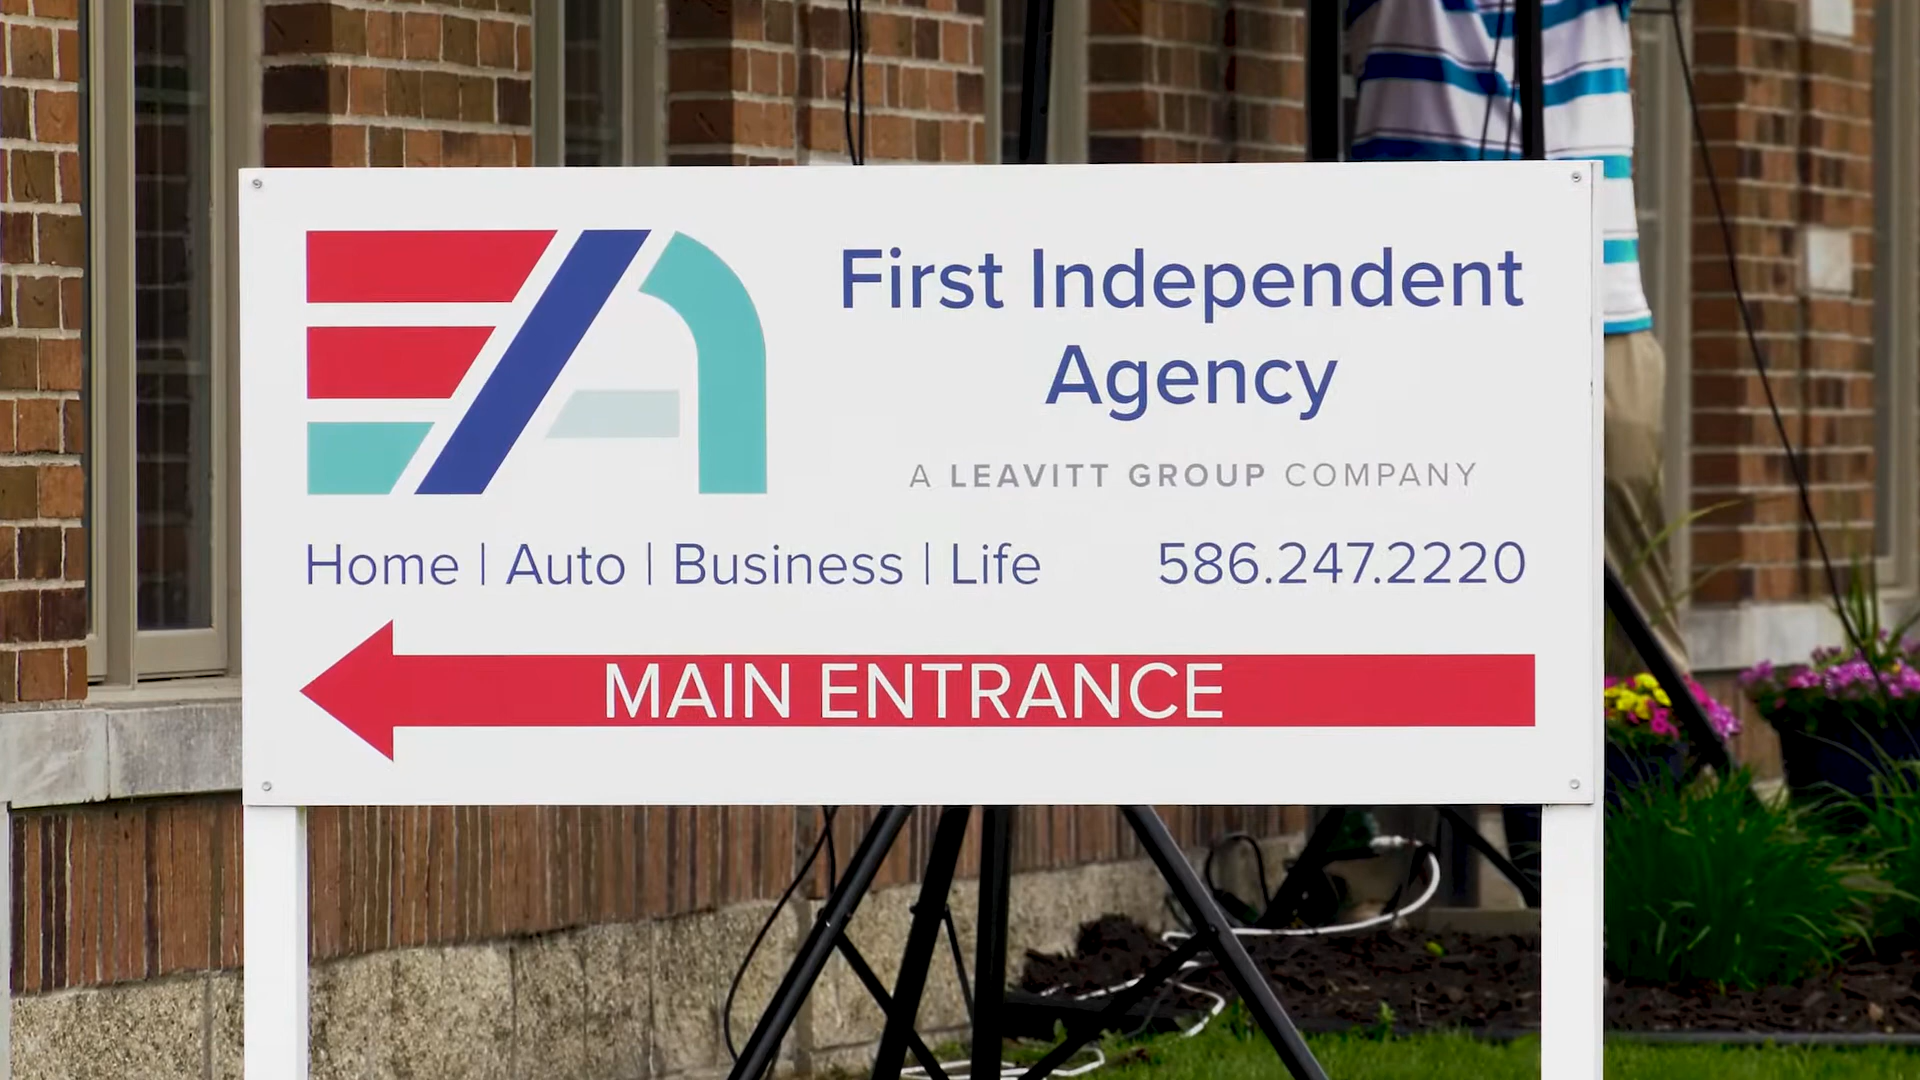 First Independent
Agency
A LEAVITT GROUP COMPANY
Home | Auto | Business | Life 586.247.2220
MAIN ENTRANCE